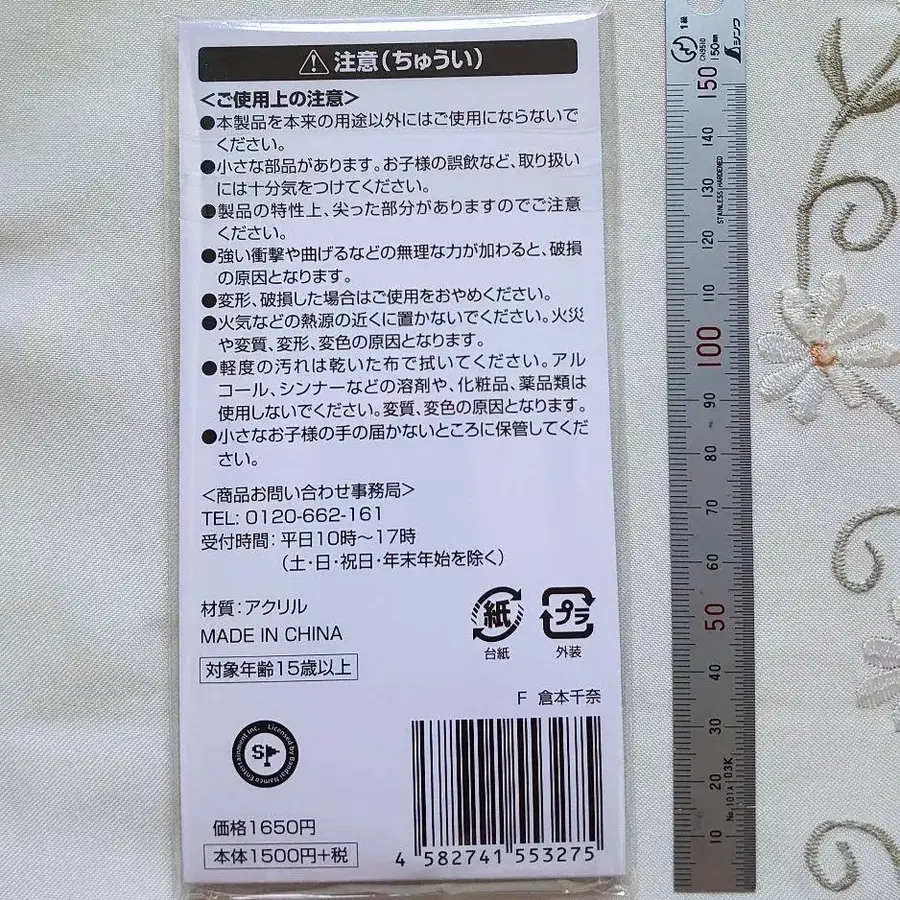 注意(ちゅうい)
<ご使用上の注意>
●本製品を本来の用途以外にはご使用にならないで
ください。
●小さな部品があります。お子様の誤飲など、取り扱い
には十分気をつけてください。
●製品の特性上、尖った部分がありますのでご注意
ください。
●強い衝撃や曲げるなどの無理な力が加わると、破損
の原因となります。
●変形、破損した場合はご使用をおやめください。
●火気などの熱源の近くに置かないでください。火災
や変質、変形、変色の原因となります。
●軽度の汚れは乾いた布で拭いてください。アル
コール、シンナーなどの溶剤や、化粧品、薬品類は
使用しないでください。変質、変色の原因となります。
●小さなお子様の手の届かないところに保管してくだ
さい。
<商品お問い合わせ事務局>
TEL: 0120-662-161
受付時間:平日10時〜17時
(土・日・祝日・年末年始を除く)
材質:アクリル
MADE IN CHINA
対象年齢15歳以上
紙
台紙
プラ
外装
F 倉本千奈
Licensed by Bandai Namco Entertainment Inc.
S
価格1650円
本体1500円+税
4 582741 553275
シンワ
1級
150mm
150
140
130
STAINLESS HARDENED
120
110
100
90
80
70
60
50
40
30
20
10
No.101A 03K